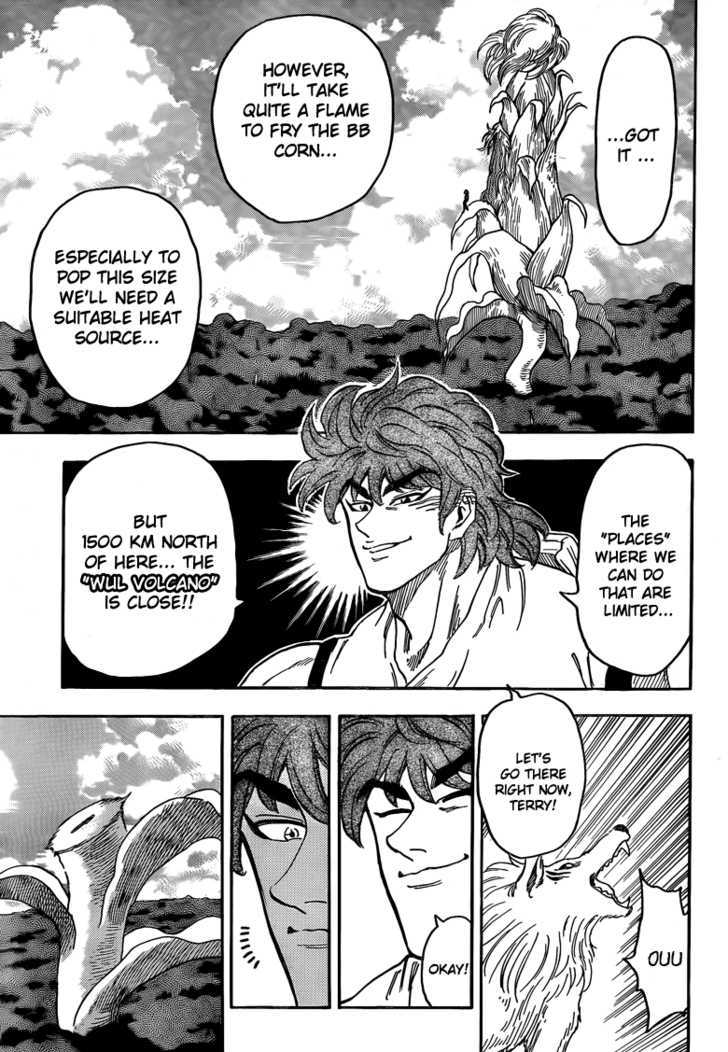 ...GOT
IT ...
HOWEVER,
IT'LL TAKE
QUITE A FLAME
TO FRY THE BB
CORN...
ESPECIALLY TO
POP THIS SIZE
WE'LL NEED A
SUITABLE HEAT
SOURCE...
THE
"PLACES"
WHERE WE
CAN DO
THAT ARE
LIMITED...
BUT
1500 KM NORTH
OF HERE... THE
"WUL VOLCANO"
IS CLOSE!!
LET'S
GO THERE
RIGHT NOW,
TERRY!
OUU
OKAY!